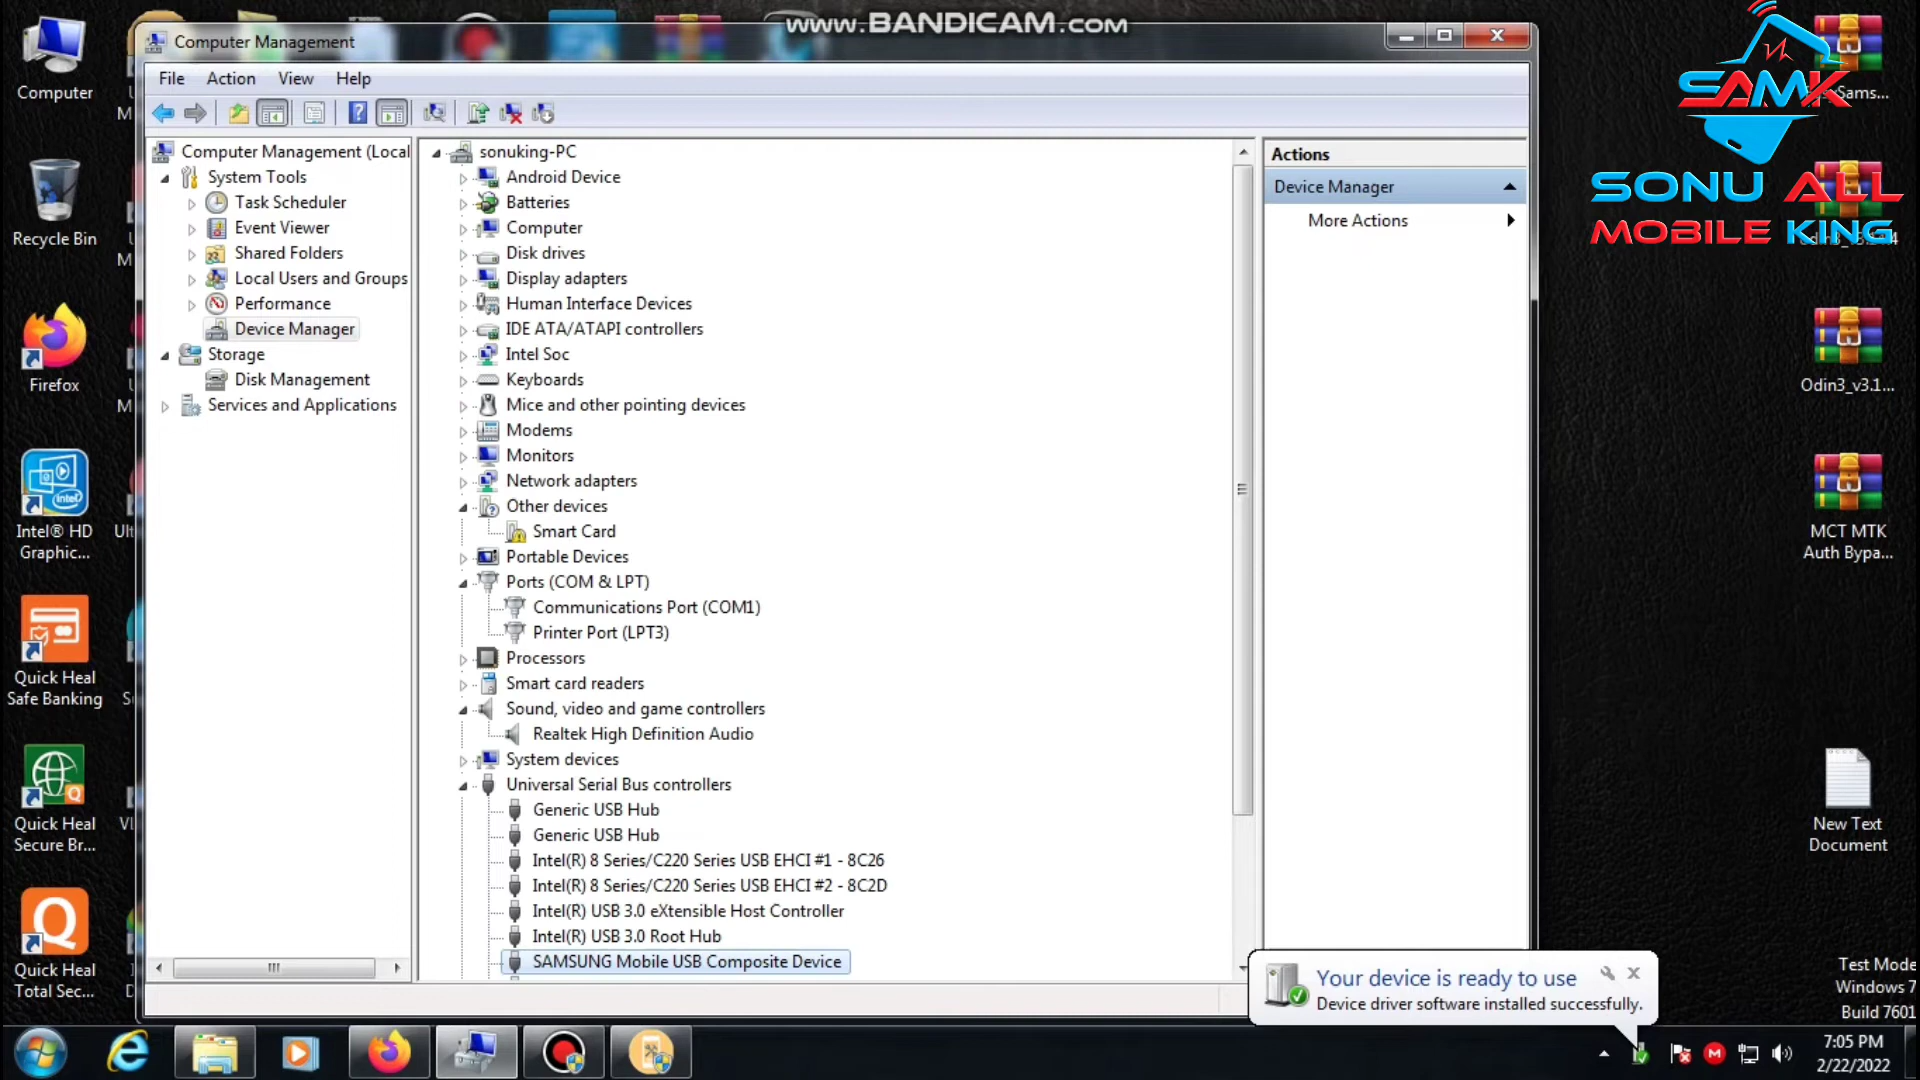 www.BANDICAM.com
Computer Management
File Action View Help
Computer Management (Local
System Tools
Task Scheduler
Event Viewer
Shared Folders
Local Users and Groups
Performance
Device Manager
Storage
Disk Management
Services and Applications
sonuking-PC
Android Device
Batteries
Computer
Disk drives
Display adapters
Human Interface Devices
IDE ATA/ATAPI controllers
Intel Soc
Keyboards
Mice and other pointing devices
Modems
Monitors
Network adapters
Other devices
Smart Card
Portable Devices
Ports (COM & LPT)
Communications Port (COM1)
Printer Port (LPT3)
Processors
Smart card readers
Sound, video and game controllers
Realtek High Definition Audio
System devices
Universal Serial Bus controllers
Generic USB Hub
Generic USB Hub
Intel(R) 8 Series/C220 Series USB EHCI #1 - 8C26
Intel(R) 8 Series/C220 Series USB EHCI #2 - 8C2D
Intel(R) USB 3.0 eXtensible Host Controller
Intel(R) USB 3.0 Root Hub
SAMSUNG Mobile USB Composite Device
Actions
Device Manager
More Actions
Computer
Recycle Bin
Firefox
Intel® HD
Graphic...
Quick Heal
Safe Banking
Quick Heal
Secure Br...
Quick Heal
Total Sec...
SAMK
SONU ALL
MOBILE KING
Odin3_v3.1...
MCT MTK
Auth Bypa...
New Text
Document
Your device is ready to use
Device driver software installed successfully.
Test Mode
Windows 7
Build 7601
7:05 PM
2/22/2022